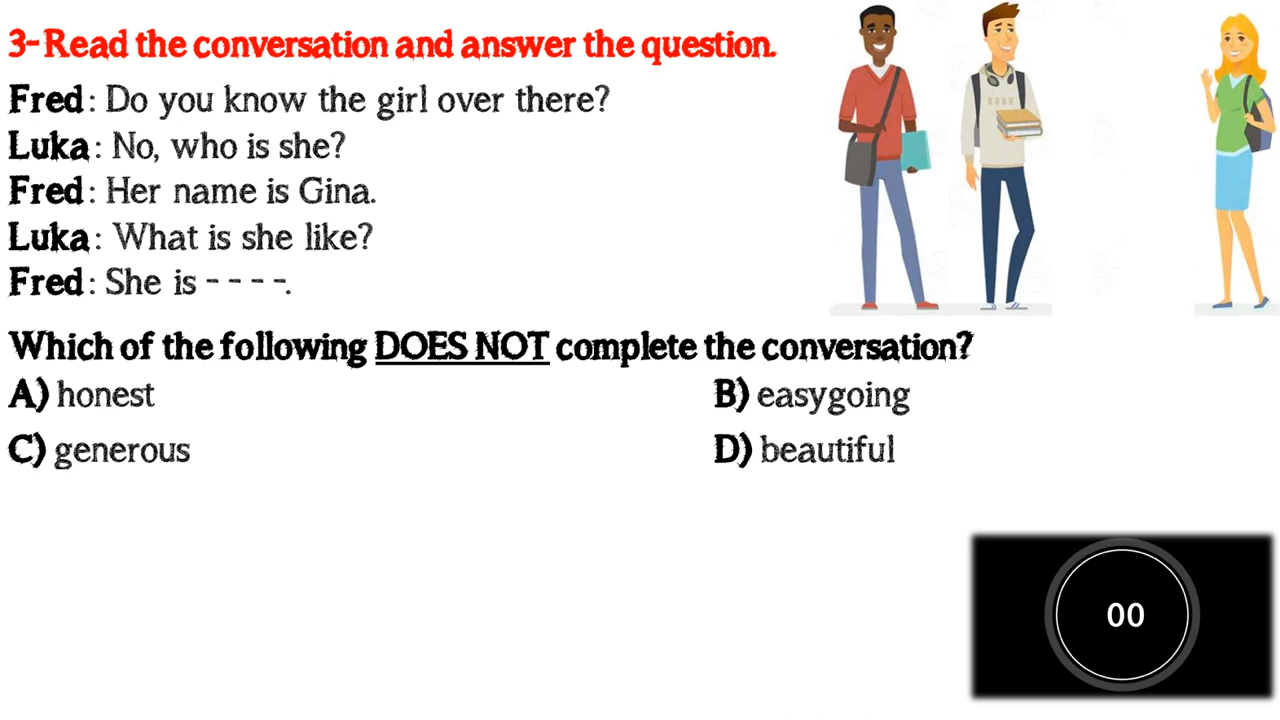 3-Read the conversation and answer the question.
Fred: Do you know the girl over there?
Luka: No, who is she?
Fred: Her name is Gina.
Luka: What is she like?
Fred: She is - - - -.
Which of the following DOES NOT complete the conversation?
A) honest B) easygoing
C) generous D) beautiful
00